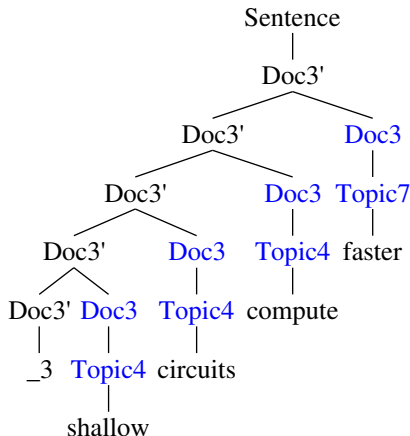 Sentence
Doc3'
Doc3' Doc3
Doc3' Doc3 Topic7
Doc3' Doc3 Topic4 faster
Doc3' Doc3 Topic4 compute
_3 Topic4 circuits
shallow